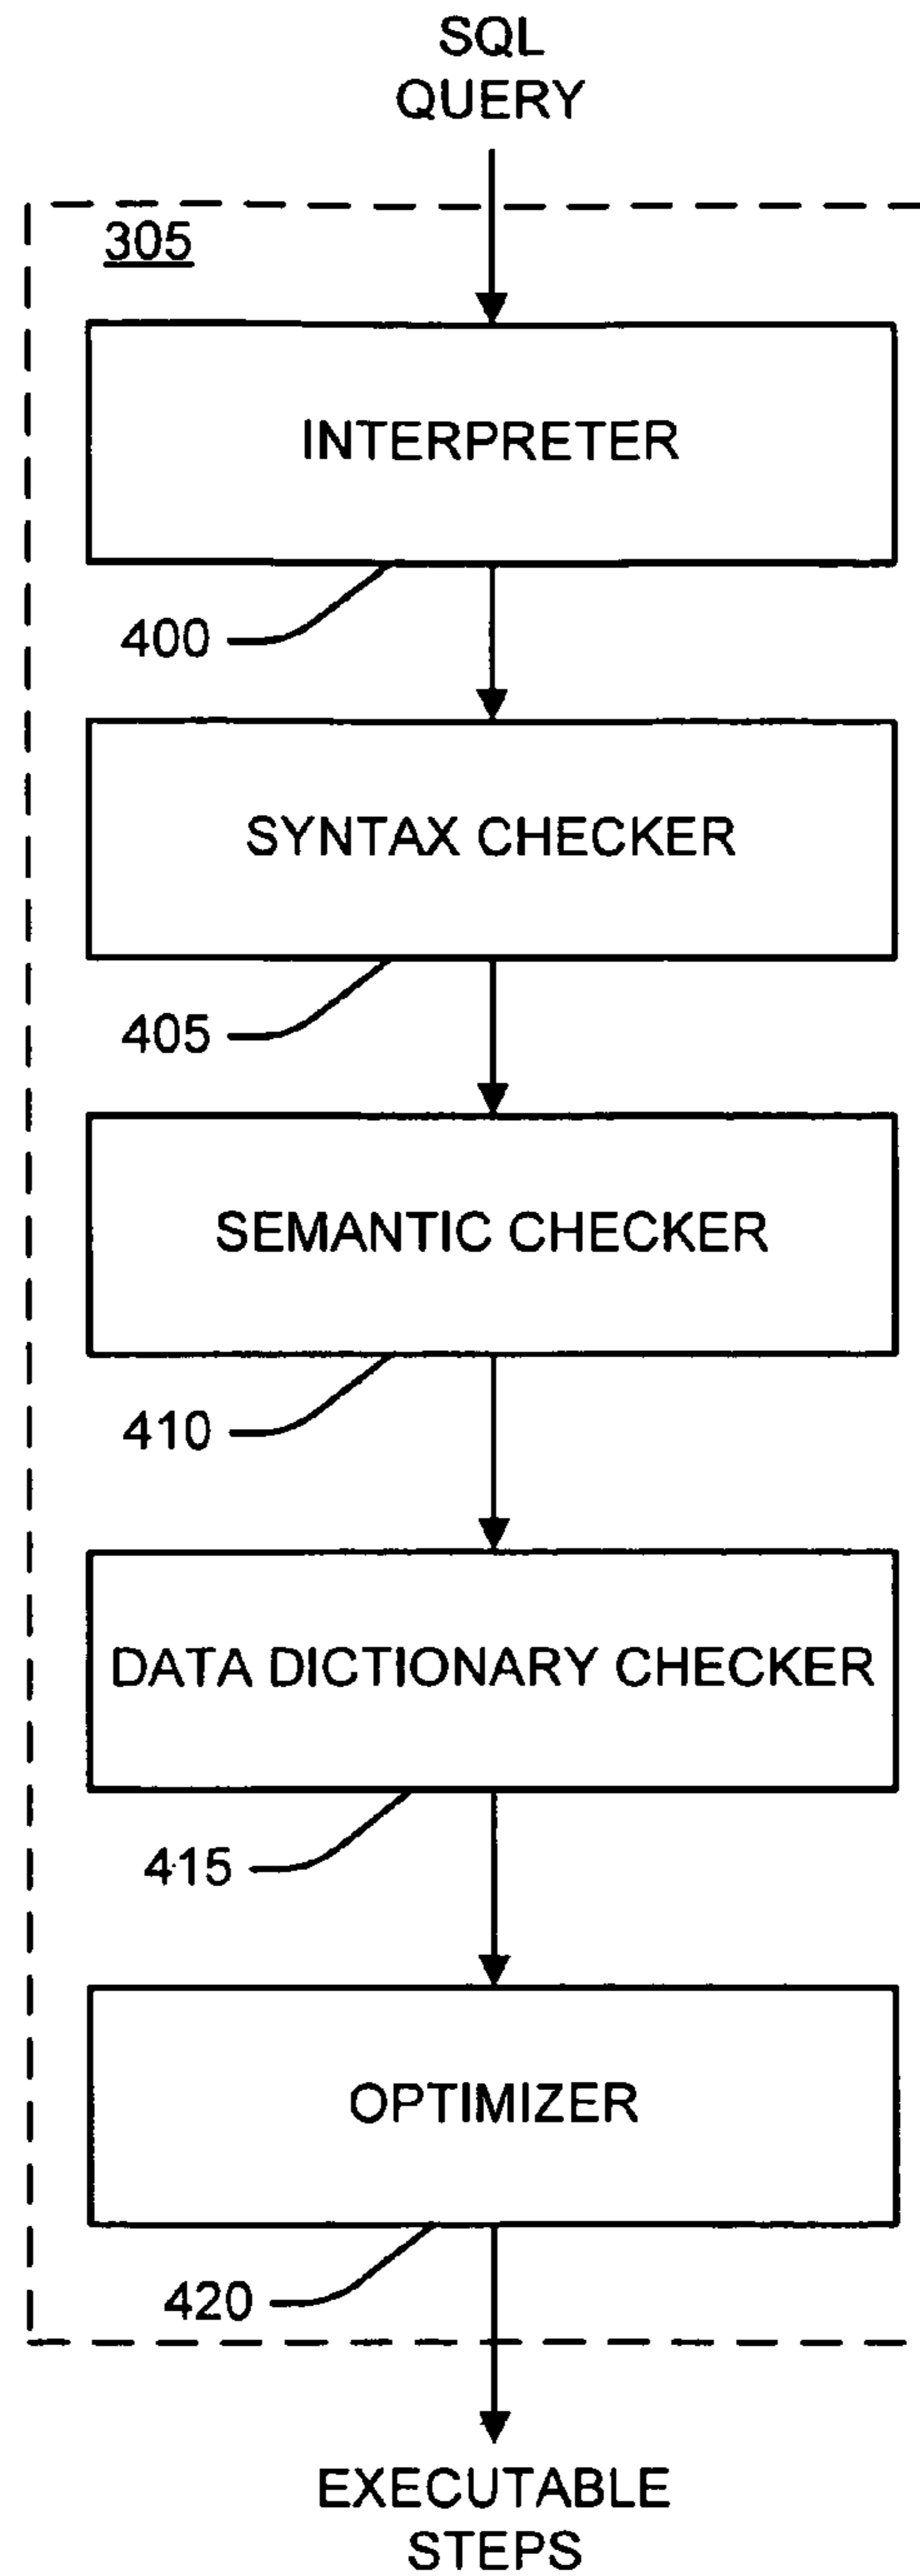 SQL
QUERY
305
INTERPRETER
400
SYNTAX CHECKER
405
SEMANTIC CHECKER
410
DATA DICTIONARY CHECKER
415
OPTIMIZER
420
EXECUTABLE
STEPS